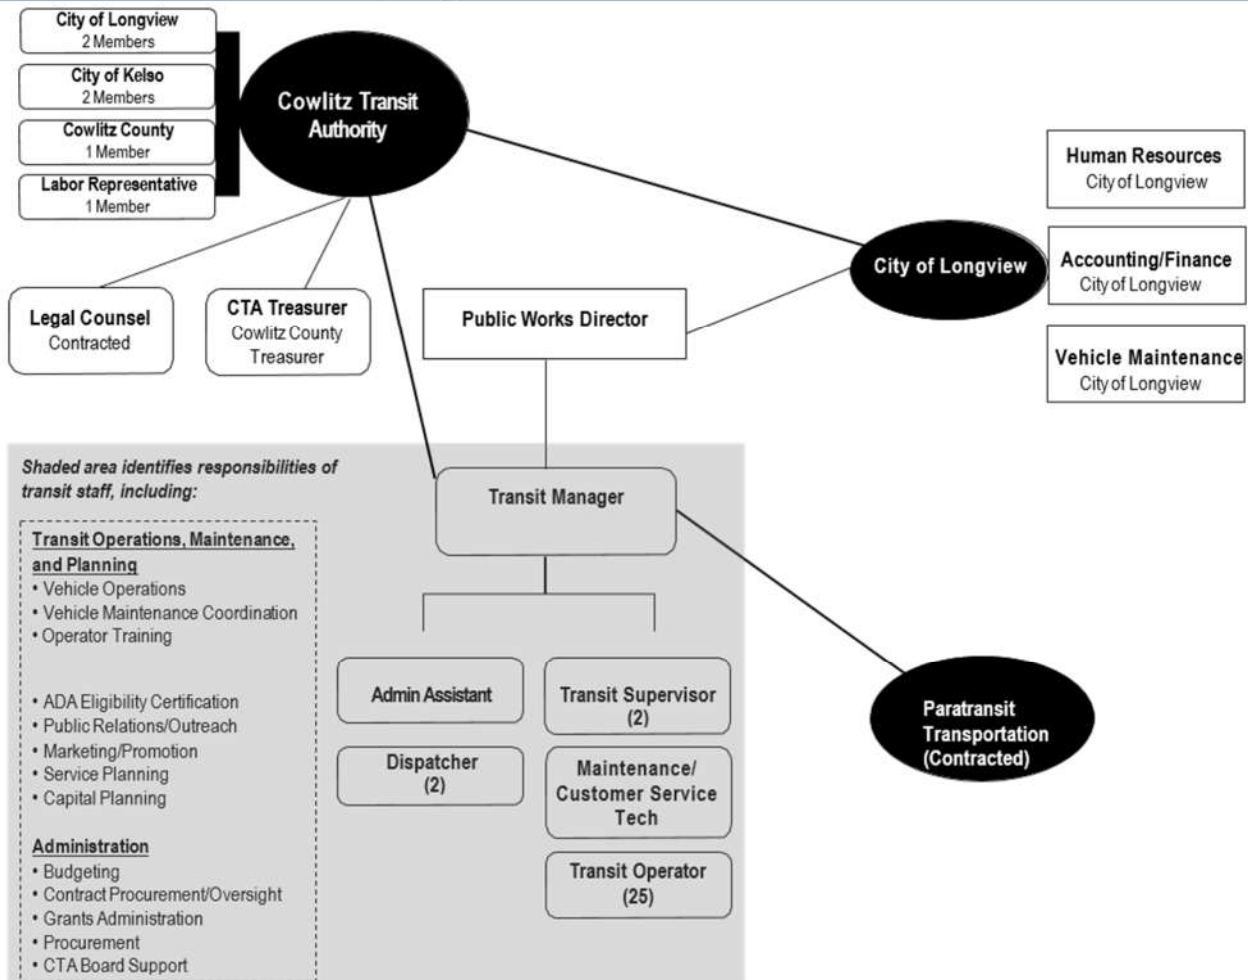 City of Longview
2 Members
City of Kelso
2 Members
Cowlitz County
1 Member
Labor Representative
1 Member
Cowlitz Transit
Authority
Human Resources
City of Longview
City of Longview
Accounting/Finance
City of Longview
Vehicle Maintenance
City of Longview
Legal Counsel
Contracted
CTA Treasurer
Cowlitz County
Treasurer
Public Works Director
Shaded area identifies responsibilities of
transit staff, including:
Transit Operations, Maintenance,
and Planning
• Vehicle Operations
• Vehicle Maintenance Coordination
• Operator Training
• ADA Eligibility Certification
• Public Relations/Outreach
• Marketing/Promotion
• Service Planning
• Capital Planning
Administration
• Budgeting
• Contract Procurement/Oversight
• Grants Administration
• Procurement
• CTA Board Support
Transit Manager
Admin Assistant
Dispatcher
(2)
Transit Supervisor
(2)
Maintenance/
Customer Service
Tech
Transit Operator
(25)
Paratransit
Transportation
(Contracted)